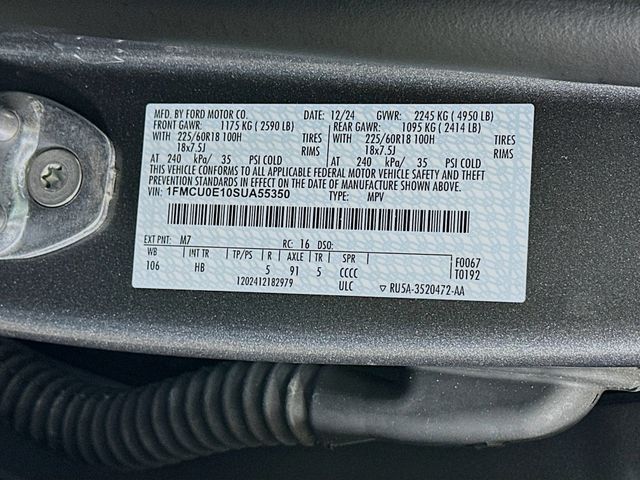 MFD. BY FORD MOTOR CO. DATE: 12/24 GVWR: 2245 KG ( 4950 LB)
FRONT GAWR: 1175 KG ( 2590 LB) REAR GAWR: 1095 KG ( 2414 LB)
WITH 225/60R18 100H TIRES WITH 225/60R18 100H TIRES
18x7.5J RIMS 18x7.5J RIMS
AT 240 kPa/ 35 PSI COLD AT 240 kPa/ 35 PSI COLD
THIS VEHICLE CONFORMS TO ALL APPLICABLE FEDERAL MOTOR VEHICLE SAFETY AND THEFT
PREVENTION STANDARDS IN EFFECT ON THE DATE OF MANUFACTURE SHOWN ABOVE.
VIN: 1FMCU0E10SUA55350 TYPE: MPV
EXT PNT: M7 RC: 16 DSO:
WB INT TR TP/PS R AXLE TR SPR F0067
106 HB 5 91 5 CCCC T0192
1202412182979 ULC ▽ RU5A-3520472-AA